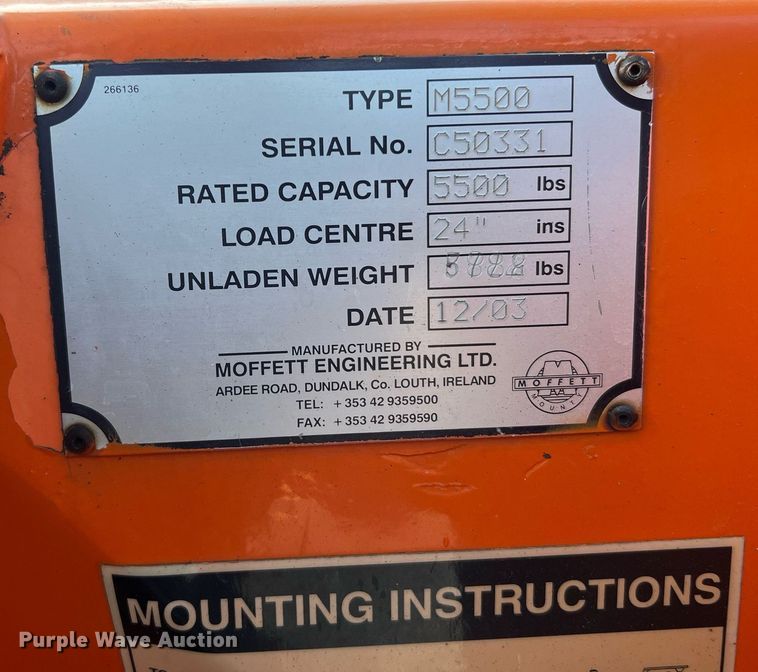 266136
TYPE M5500
SERIAL No. C50331
RATED CAPACITY 5500 lbs
LOAD CENTRE 24" ins
UNLADEN WEIGHT lbs
DATE 12/03
MANUFACTURED BY
MOFFETT ENGINEERING LTD.
ARDEE ROAD, DUNDALK, Co. LOUTH, IRELAND
TEL: + 353 42 9359500
FAX: + 353 42 9359590
MOFFETT
MOUNTY
MOUNTING INSTRUCTIONS
Purple Wave Auction